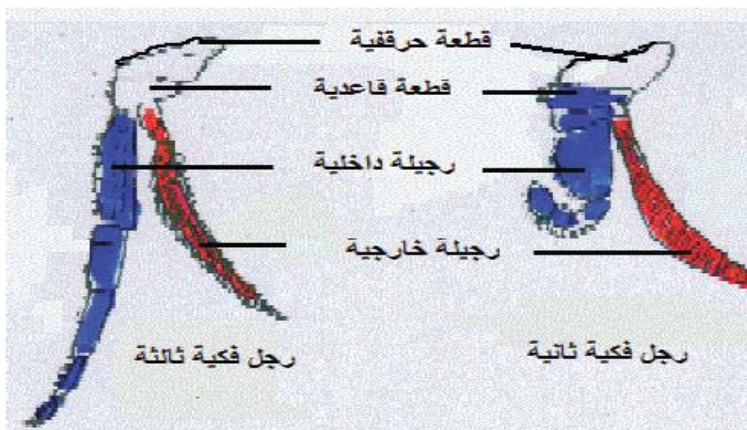 قطعة حرقفية
قطعة قاعدية
رجيلة داخلية
رجيلة خارجية
رجل فكية ثانية
رجل فكية ثالثة